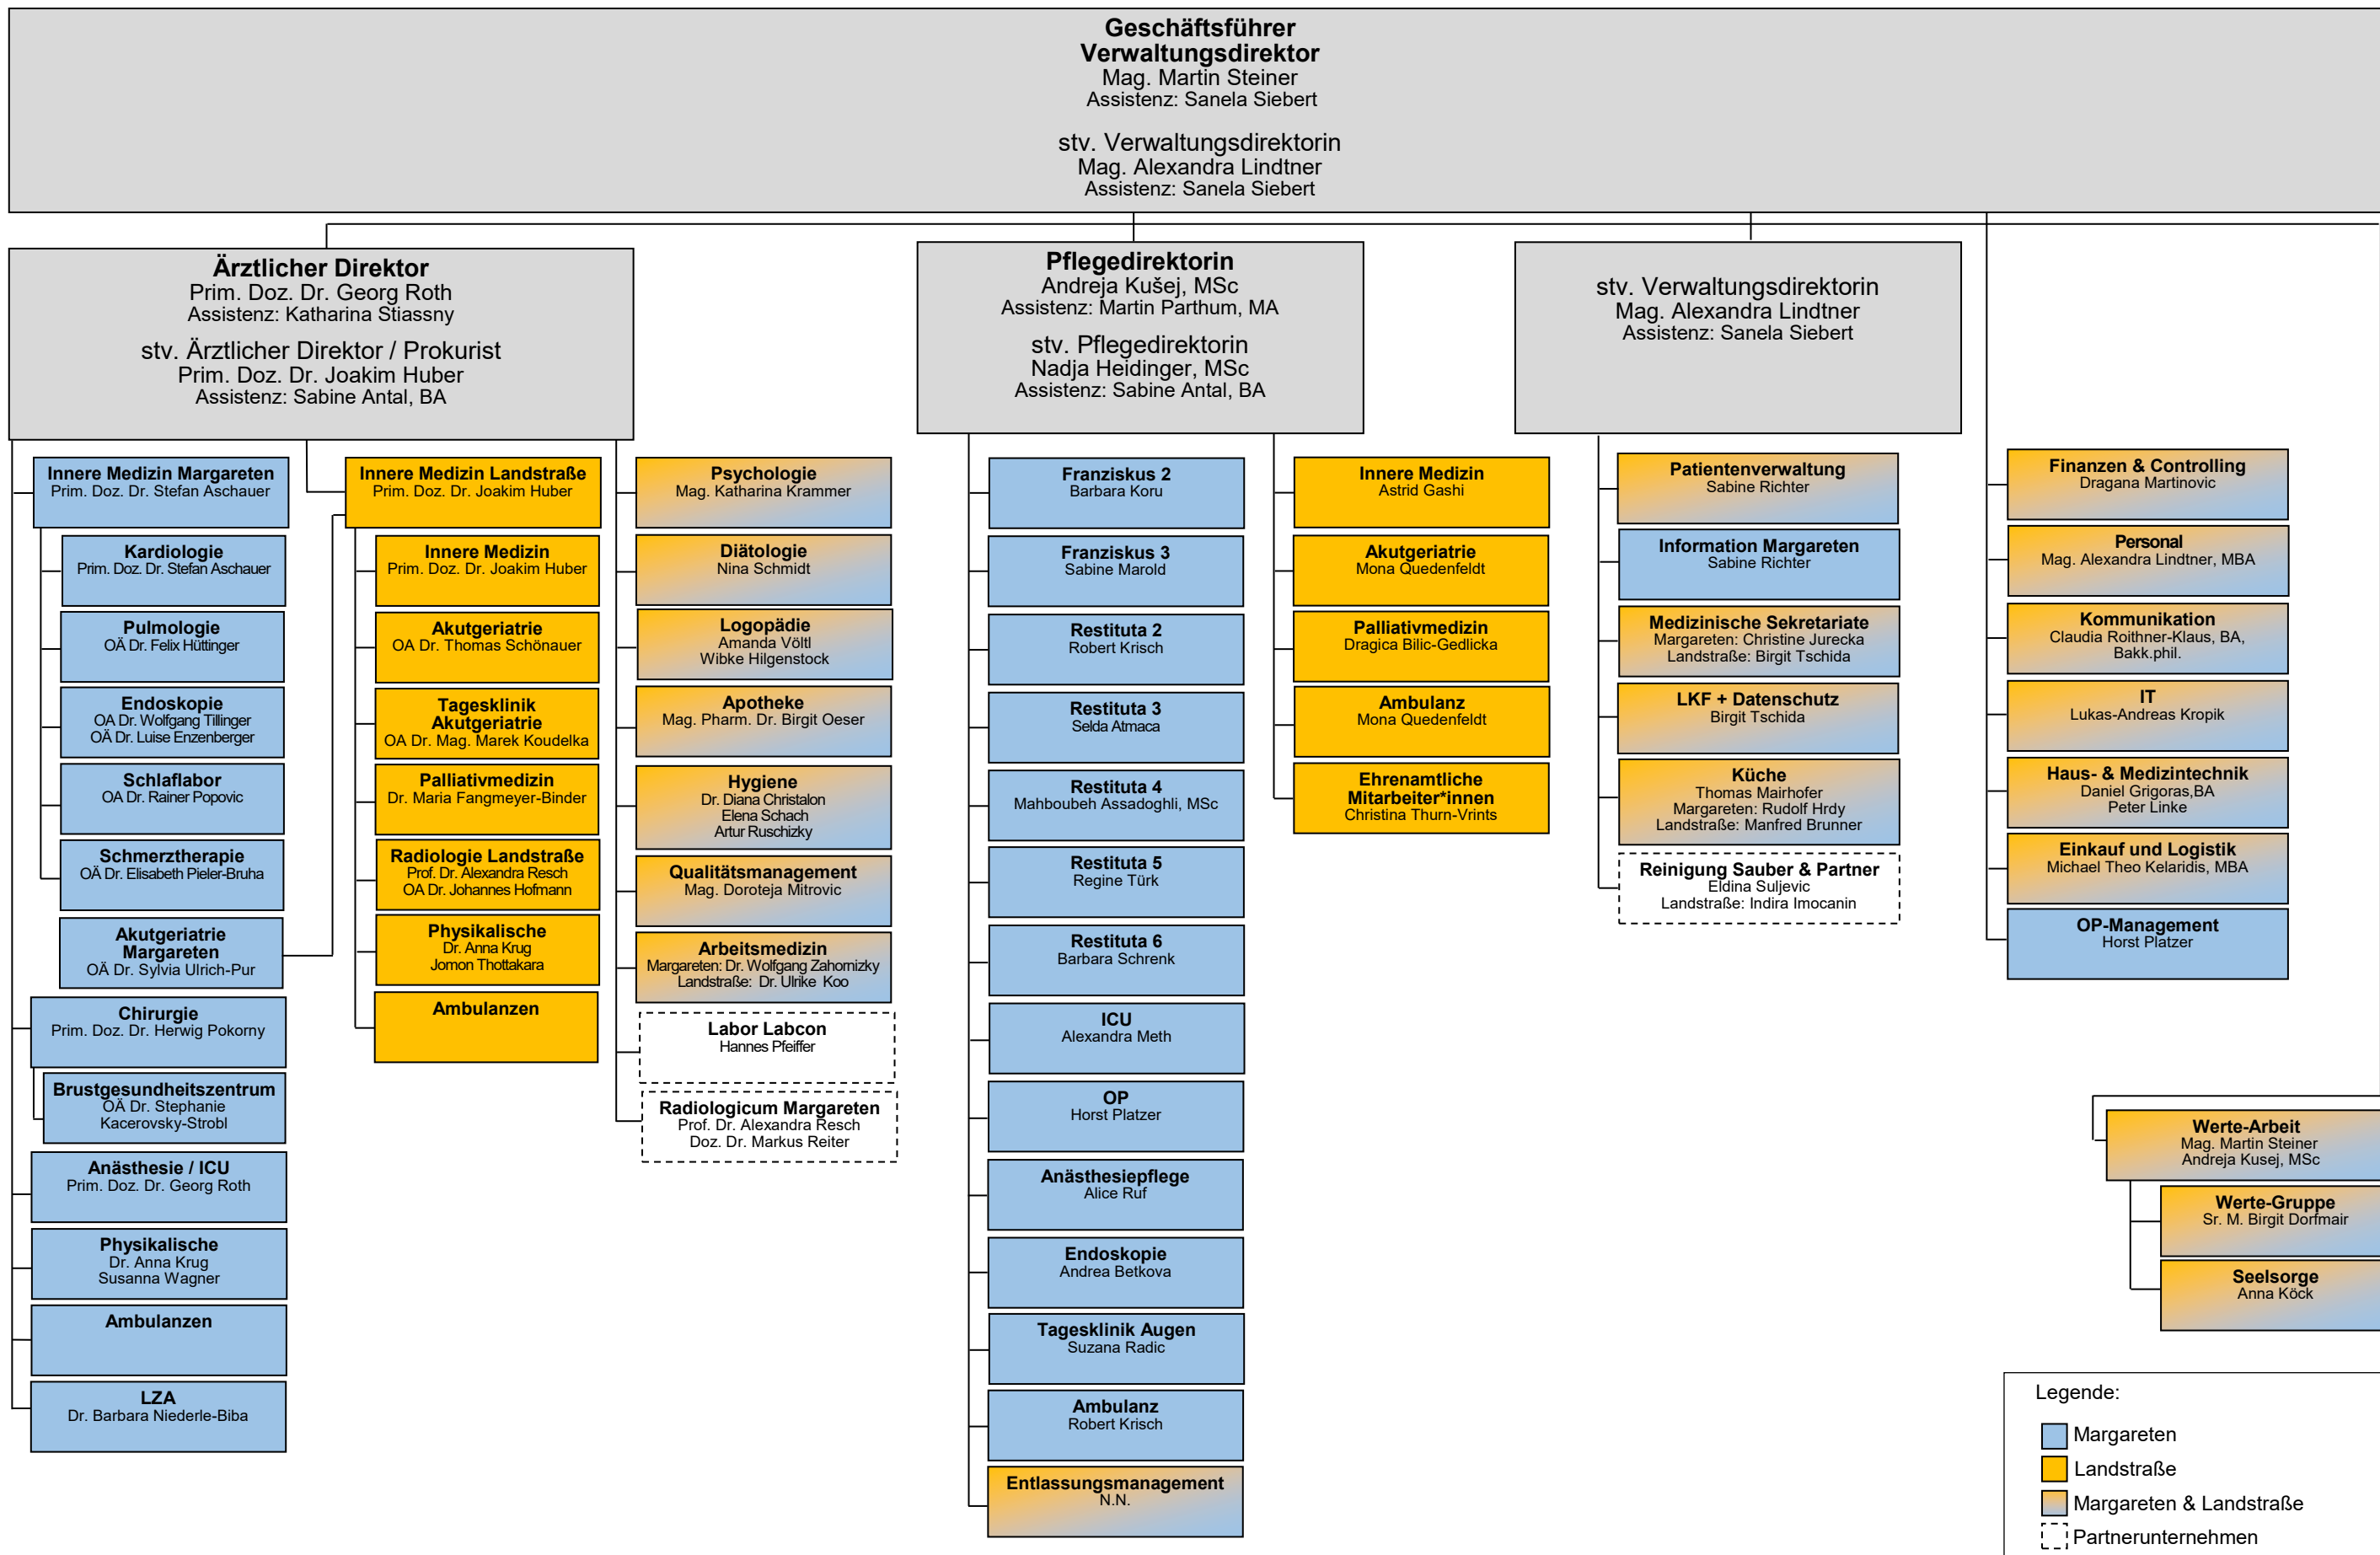 Geschäftsführer
Verwaltungsdirektor
Mag. Martin Steiner
Assistenz: Sanela Siebert
stv. Verwaltungsdirektorin
Mag. Alexandra Lindtner
Assistenz: Sanela Siebert
Ärztlicher Direktor
Prim. Doz. Dr. Georg Roth
Assistenz: Katharina Stiassny
stv. Ärztlicher Direktor / Prokurist
Prim. Doz. Dr. Joakim Huber
Assistenz: Sabine Antal, BA
Pflegedirektorin
Andreja Kušej, MSc
Assistenz: Martin Parthum, MA
stv. Pflegedirektorin
Nadja Heidinger, MSc
Assistenz: Sabine Antal, BA
stv. Verwaltungsdirektorin
Mag. Alexandra Lindtner
Assistenz: Sanela Siebert
Innere Medizin Margareten
Prim. Doz. Dr. Stefan Aschauer
Kardiologie
Prim. Doz. Dr. Stefan Aschauer
Pulmologie
OÄ Dr. Felix Hüttinger
Endoskopie
OA Dr. Wolfgang Tillinger
OÄ Dr. Luise Enzenberger
Schlaflabor
OA Dr. Rainer Popovic
Schmerztherapie
OÄ Dr. Elisabeth Pieler-Bruha
Akutgeriatrie
Margareten
OÄ Dr. Sylvia Ulrich-Pur
Chirurgie
Prim. Doz. Dr. Herwig Pokorny
Brustgesundheitszentrum
OÄ Dr. Stephanie
Kacerovsky-Strobl
Anästhesie / ICU
Prim. Doz. Dr. Georg Roth
Physikalische
Dr. Anna Krug
Susanna Wagner
Ambulanzen
LZA
Dr. Barbara Niederle-Biba
Innere Medizin Landstraße
Prim. Doz. Dr. Joakim Huber
Innere Medizin
Prim. Doz. Dr. Joakim Huber
Akutgeriatrie
OA Dr. Thomas Schönauer
Tagesklinik
Akutgeriatrie
OA Dr. Mag. Marek Koudelka
Palliativmedizin
Dr. Maria Fangmeyer-Binder
Radiologie Landstraße
Prof. Dr. Alexandra Resch
OA Dr. Johannes Hofmann
Physikalische
Dr. Anna Krug
Jomon Thottakara
Ambulanzen
Psychologie
Mag. Katharina Krammer
Diätologie
Nina Schmidt
Logopädie
Amanda Völtl
Wibke Hilgenstock
Apotheke
Mag. Pharm. Dr. Birgit Oeser
Hygiene
Dr. Diana Christalon
Elena Schach
Artur Ruschizky
Qualitätsmanagement
Mag. Doroteja Mitrovic
Arbeitsmedizin
Margareten: Dr. Wolfgang Zahornizky
Landstraße: Dr. Ulrike Koo
Labor Labcon
Hannes Pfeiffer
Radiologicum Margareten
Prof. Dr. Alexandra Resch
Doz. Dr. Markus Reiter
Franziskus 2
Barbara Koru
Franziskus 3
Sabine Marold
Restituta 2
Robert Krisch
Restituta 3
Selda Atmaca
Restituta 4
Mahboubeh Assadoghli, MSc
Restituta 5
Regine Türk
Restituta 6
Barbara Schrenk
ICU
Alexandra Meth
OP
Horst Platzer
Anästhesiepflege
Alice Ruf
Endoskopie
Andrea Betkova
Tagesklinik Augen
Suzana Radic
Ambulanz
Robert Krisch
Entlassungsmanagement
N.N.
Innere Medizin
Astrid Gashi
Akutgeriatrie
Mona Quedenfeldt
Palliativmedizin
Dragica Bilic-Gedlicka
Ambulanz
Mona Quedenfeldt
Ehrenamtliche
Mitarbeiter*innen
Christina Thurn-Vrints
Patientenverwaltung
Sabine Richter
Information Margareten
Sabine Richter
Medizinische Sekretariate
Margareten: Christine Jurecka
Landstraße: Birgit Tschida
LKF + Datenschutz
Birgit Tschida
Küche
Thomas Mairhofer
Margareten: Rudolf Hrdy
Landstraße: Manfred Brunner
Reinigung Sauber & Partner
Eldina Suljevic
Landstraße: Indira Imocanin
Finanzen & Controlling
Dragana Martinovic
Personal
Mag. Alexandra Lindtner, MBA
Kommunikation
Claudia Roithner-Klaus, BA,
Bakk.phil.
IT
Lukas-Andreas Kropik
Haus- & Medizintechnik
Daniel Grigoras,BA
Peter Linke
Einkauf und Logistik
Michael Theo Kelaridis, MBA
OP-Management
Horst Platzer
Werte-Arbeit
Mag. Martin Steiner
Andreja Kusej, MSc
Werte-Gruppe
Sr. M. Birgit Dorfmair
Seelsorge
Anna Köck
Legende:
Margareten
Landstraße
Margareten & Landstraße
Partnerunternehmen